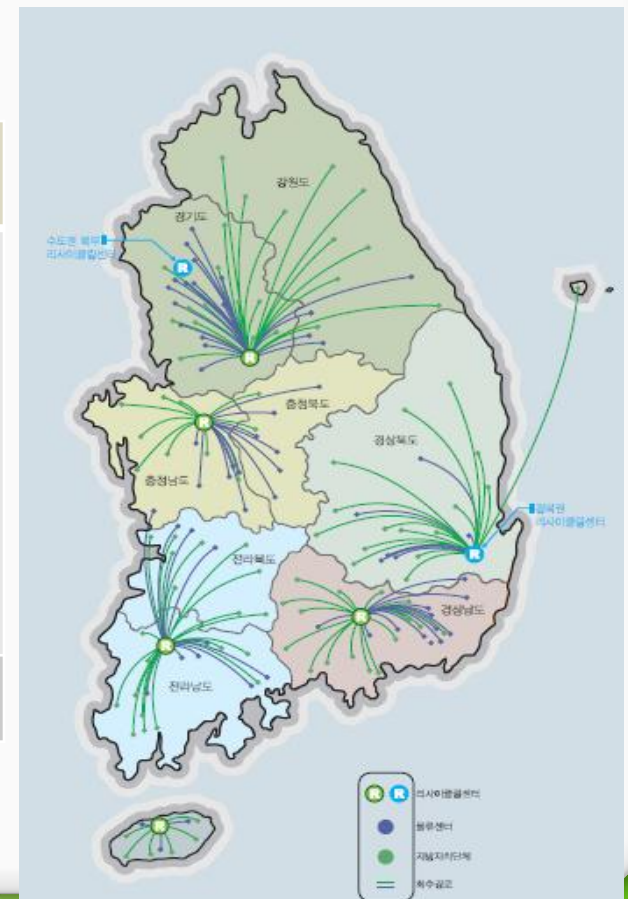 강원도
경기도
수도권 북부
리사이클링센터
충청북도
경상북도
충청남도
경북권
리사이클링센터
전라북도
경상남도
전라남도
R R 리사이클링센터
물류센터
지방자치단체
회수경로